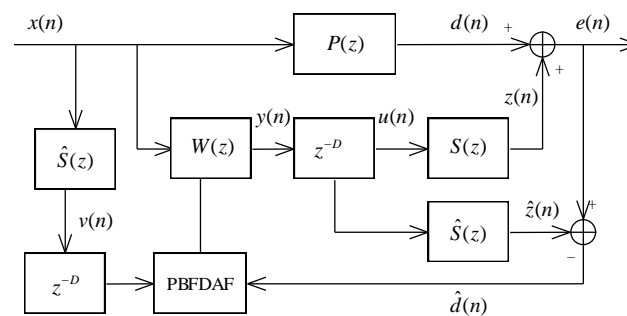 x(n)
P(z)
d(n)
+
e(n)
+
z(n)
Ŝ(z)
W(z)
y(n)
z⁻ᴰ
u(n)
S(z)
v(n)
Ŝ(z)
ẑ(n)
+
−
z⁻ᴰ
PBFDAF
d̂(n)